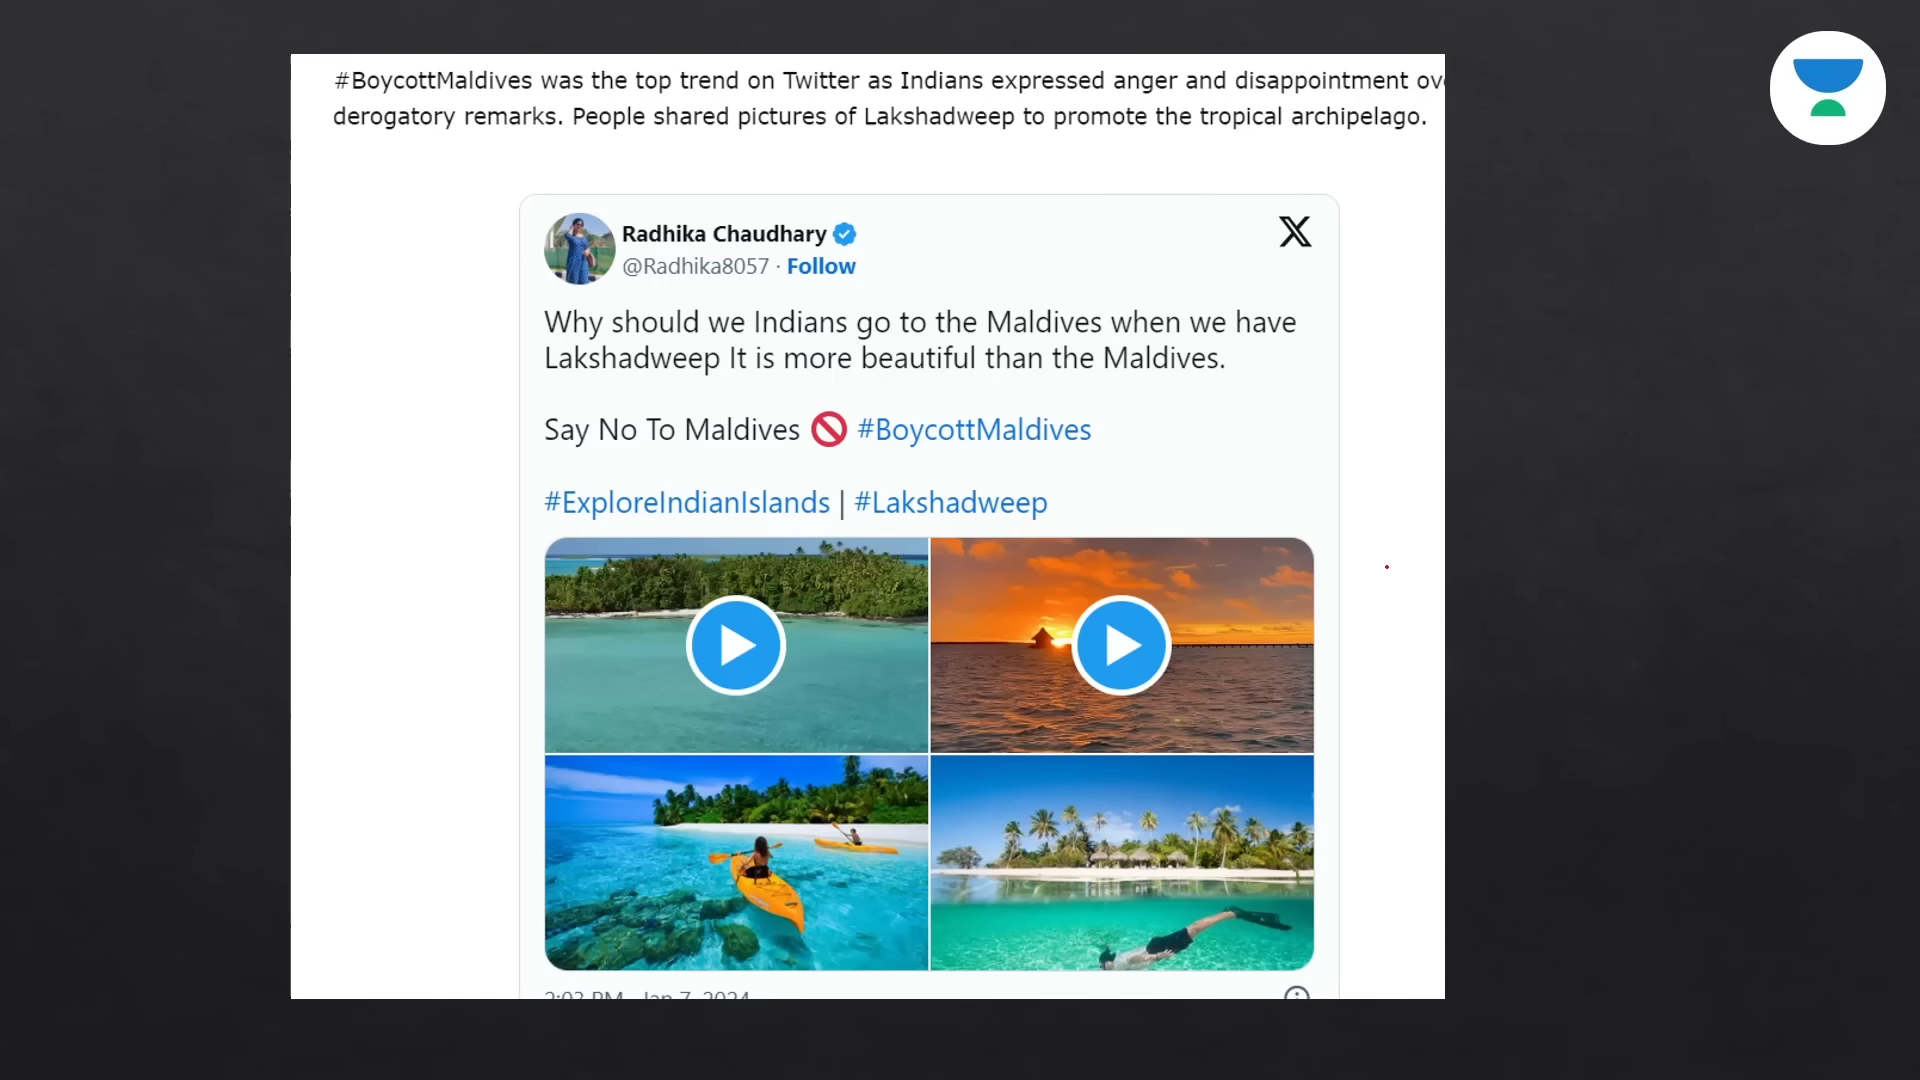 #BoycottMaldives was the top trend on Twitter as Indians expressed anger and disappointment
derogatory remarks. People shared pictures of Lakshadweep to promote the tropical archipelago.
Radhika Chaudhary
@Radhika8057 · Follow
Why should we Indians go to the Maldives when we have
Lakshadweep It is more beautiful than the Maldives.
Say No To Maldives 🚫 #BoycottMaldives
#ExploreIndianIslands | #Lakshadweep
2:03 PM · Jan 7, 2024